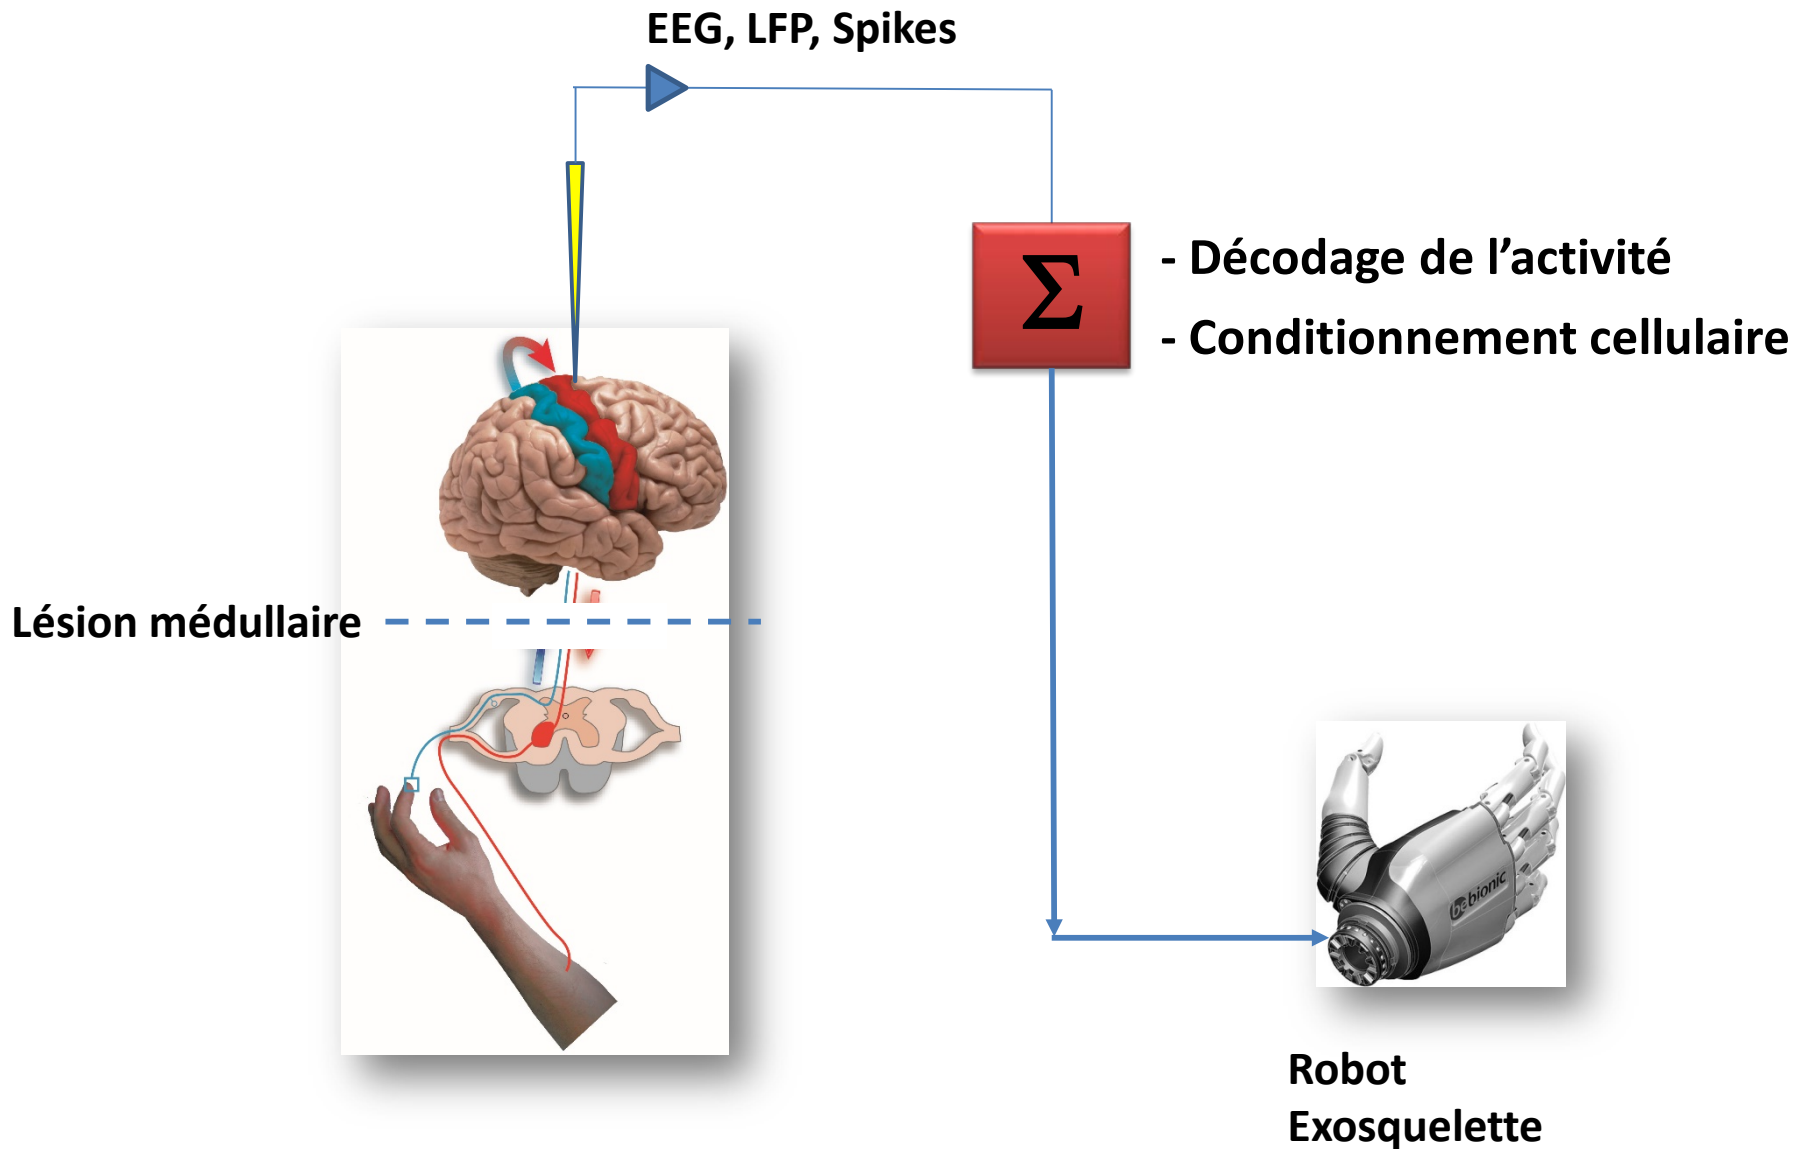 EEG, LFP, Spikes
Σ
- Décodage de l’activité
- Conditionnement cellulaire
Lésion médullaire
bebionic
Robot
Exosquelette